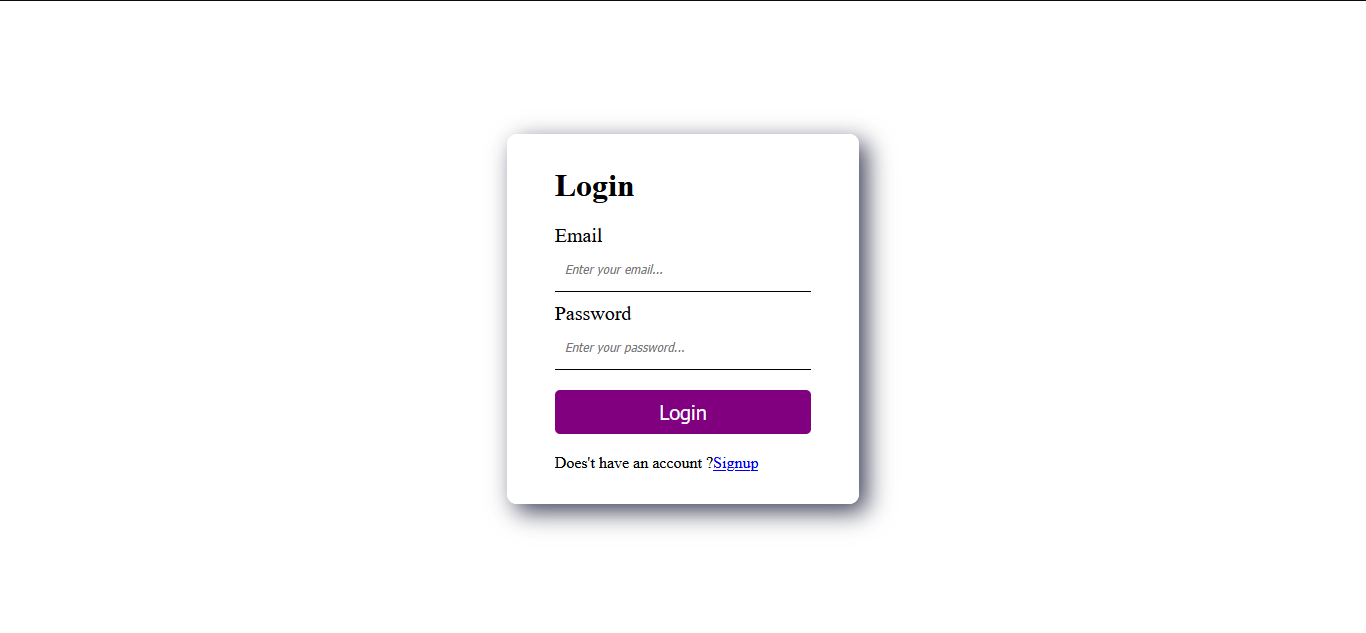 Login
Email
Enter your email...
Password
Enter your password...
Login
Does't have an account ?Signup